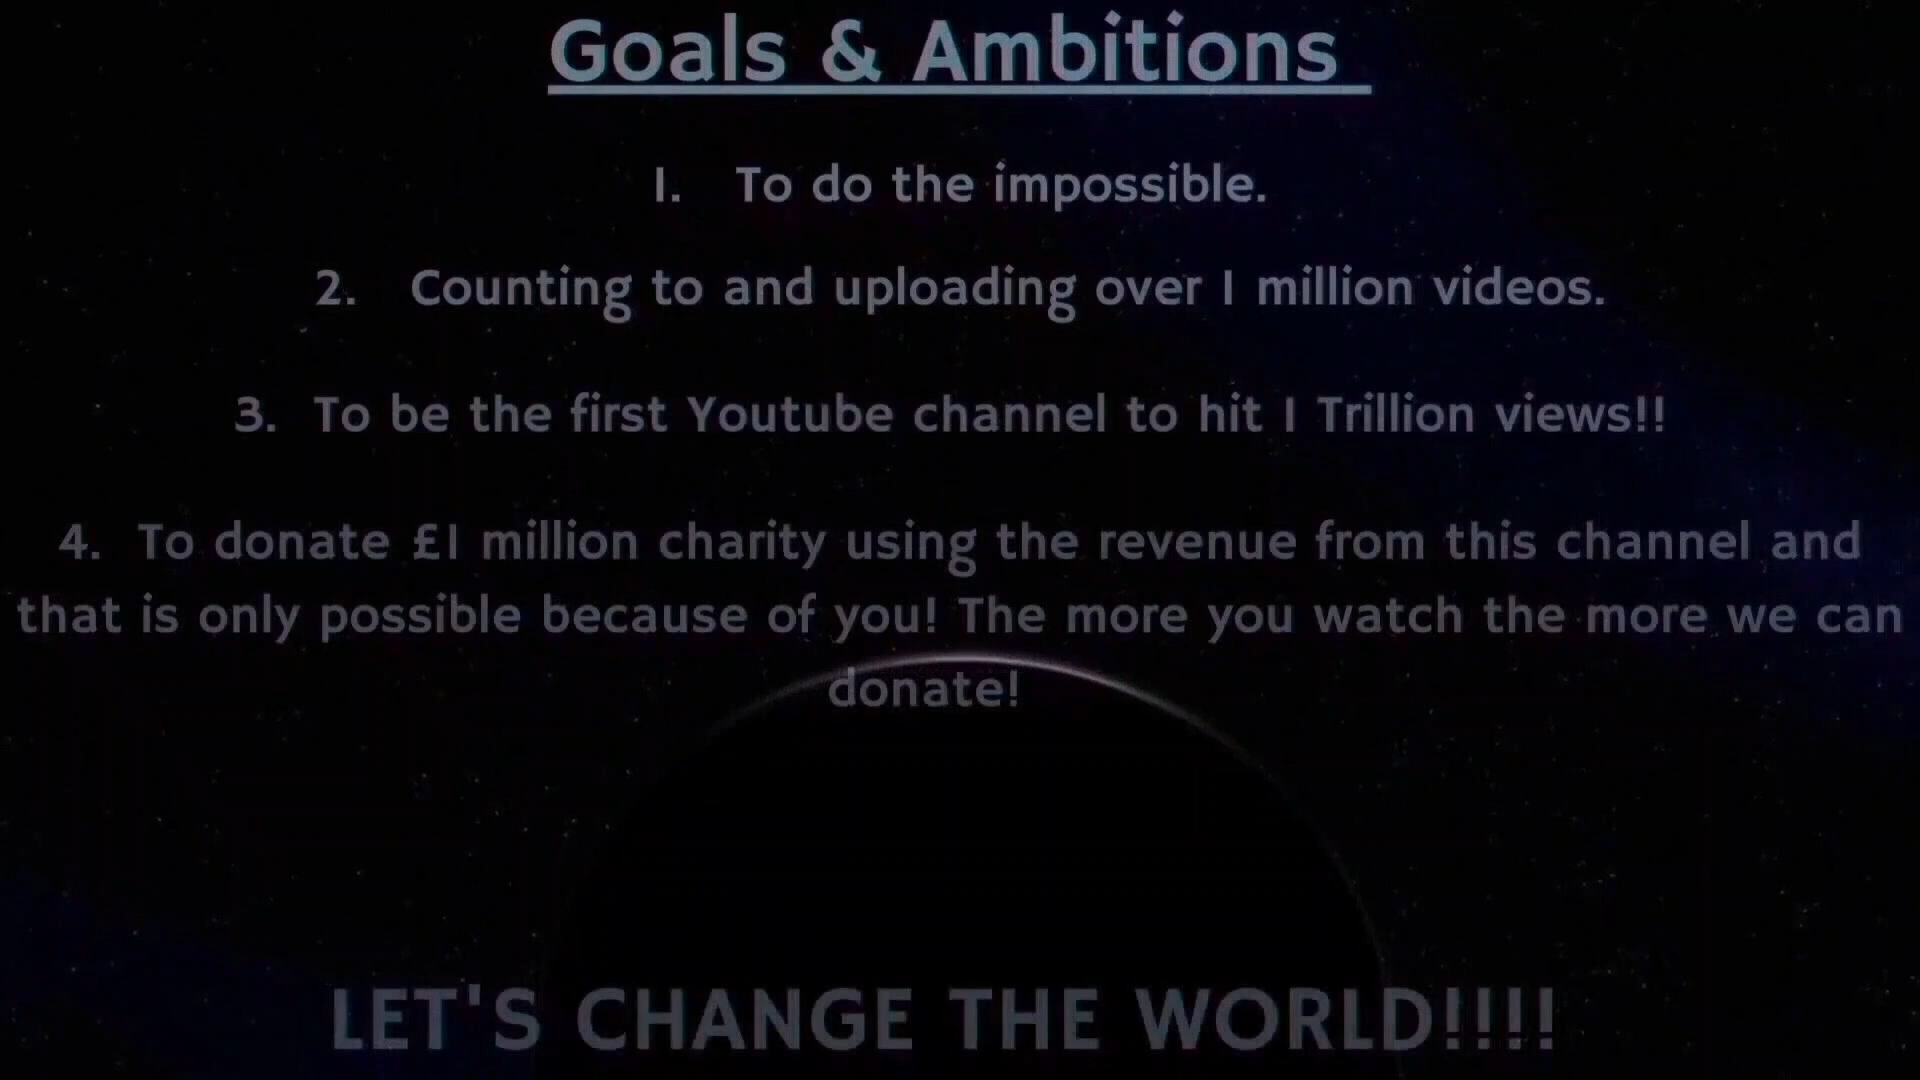 Goals & Ambitions
1. To do the impossible.
2. Counting to and uploading over 1 million videos.
3. To be the first Youtube channel to hit 1 Trillion views!!
4. To donate £1 million charity using the revenue from this channel and
that is only possible because of you! The more you watch the more we can
donate!
LET'S CHANGE THE WORLD!!!!